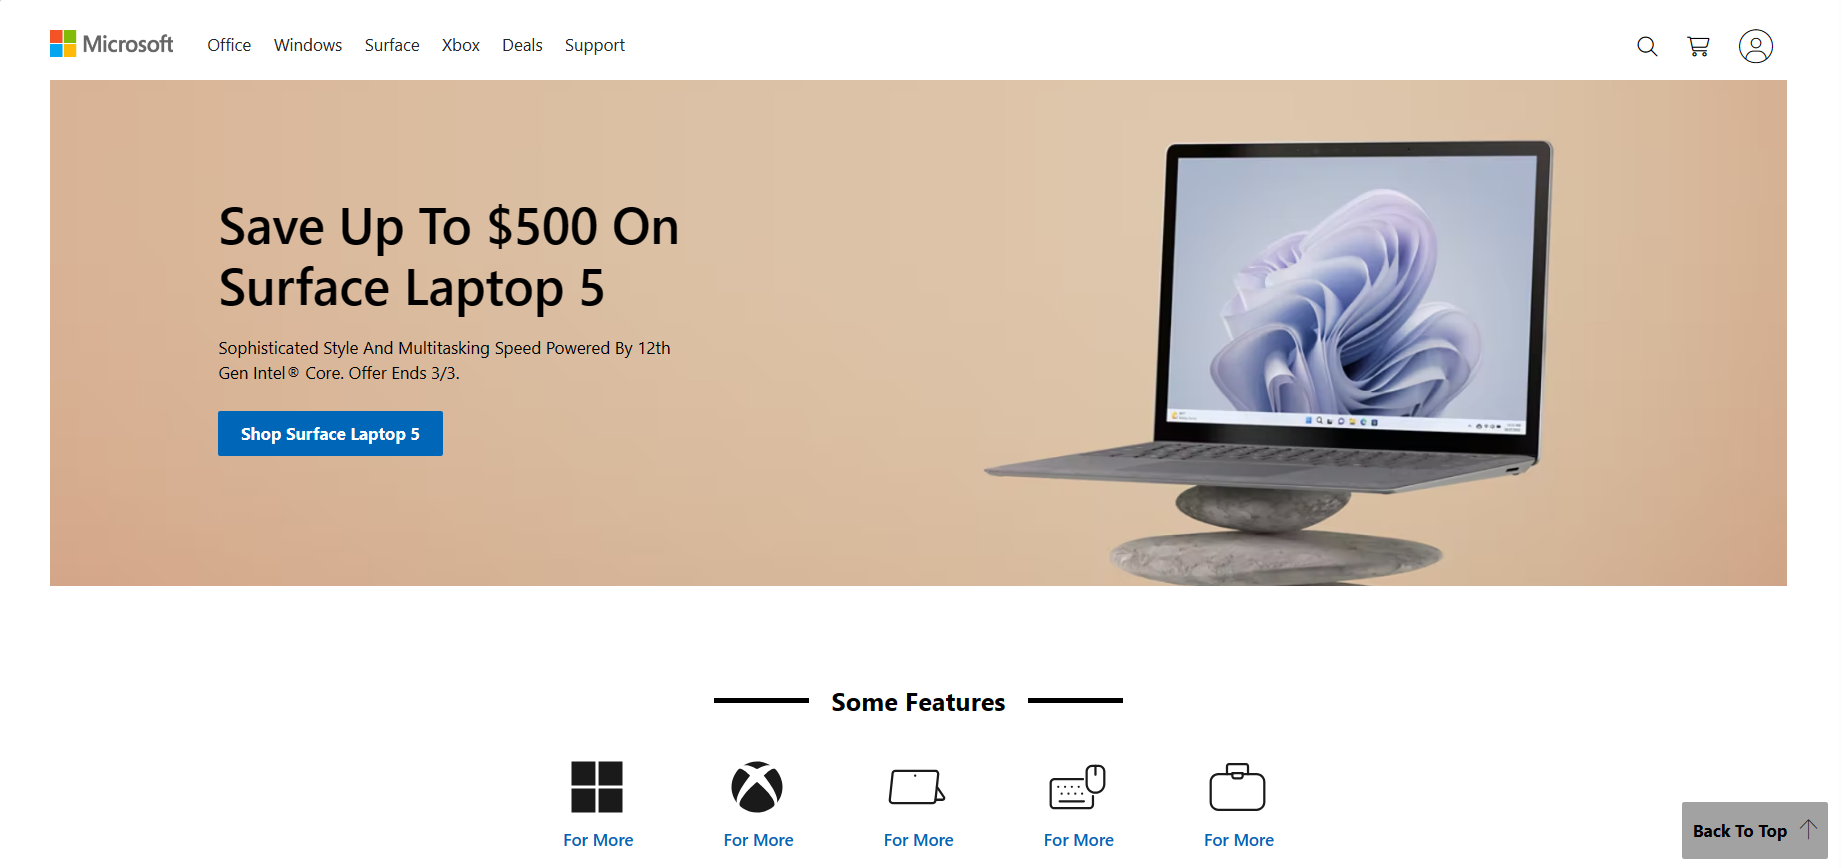 Microsoft Office Windows Surface Xbox Deals Support
Save Up To $500 On
Surface Laptop 5
Sophisticated Style And Multitasking Speed Powered By 12th
Gen Intel® Core. Offer Ends 3/3.
Shop Surface Laptop 5
Some Features
For More For More For More For More For More
Back To Top